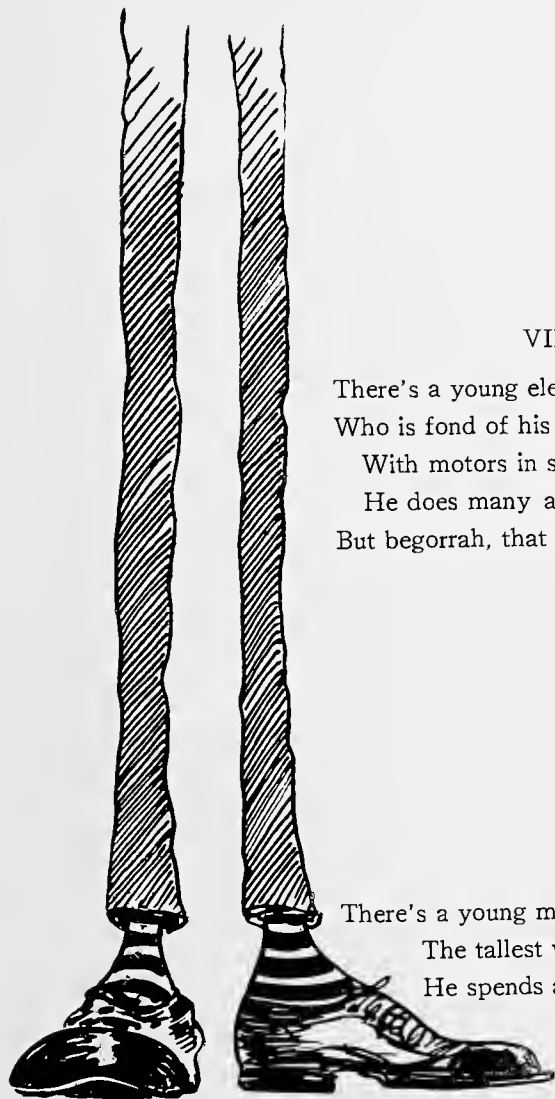 VII
There's a young ele
Who is fond of his
With motors in s
He does many a
But begorrah, that
There's a young m
The tallest
He spends a